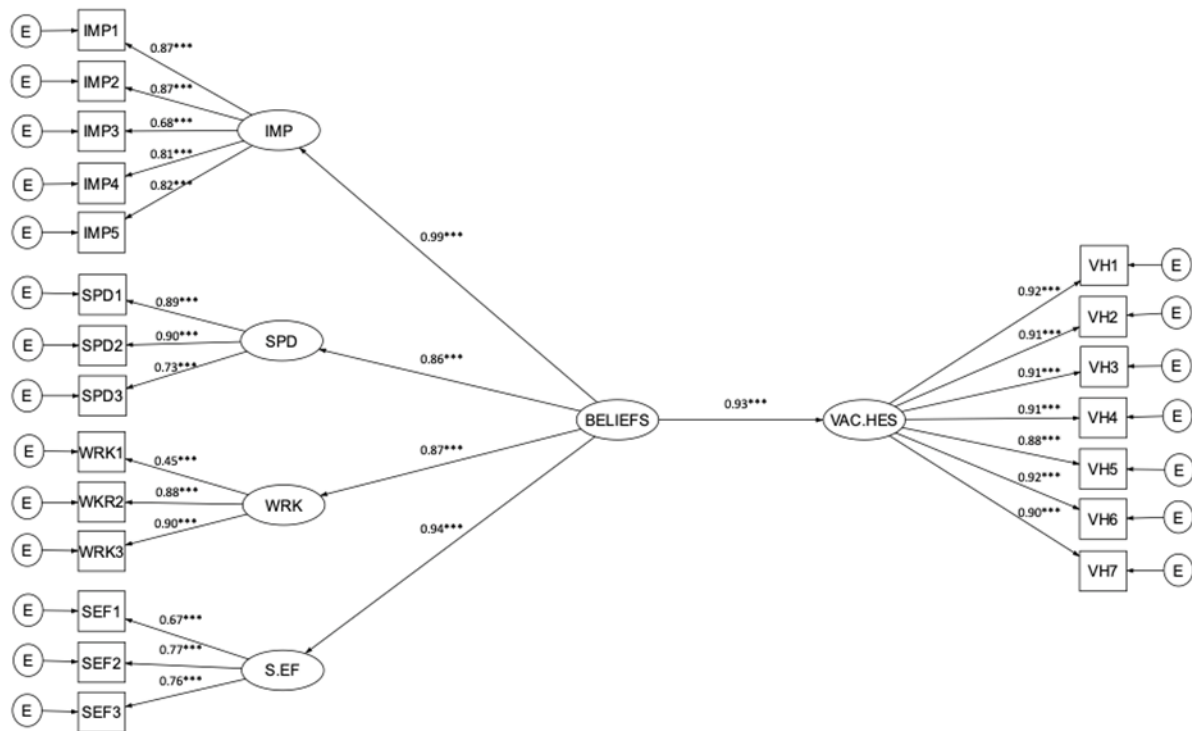 E
IMP1
0.87***
E
IMP2
0.87***
E
IMP3
0.68***
IMP
E
IMP4
0.81***
E
IMP5
0.82***
0.99***
E
SPD1
0.89***
E
SPD2
0.90***
SPD
E
SPD3
0.73***
0.86***
E
WRK1
0.45***
E
WKR2
0.88***
WRK
E
WRK3
0.90***
0.87***
E
SEF1
0.67***
E
SEF2
0.77***
S.EF
E
SEF3
0.76***
0.94***
BELIEFS
0.93***
VAC.HES
0.92***
VH1
E
0.91***
VH2
E
0.91***
VH3
E
0.91***
VH4
E
0.88***
VH5
E
0.92***
VH6
E
0.90***
VH7
E